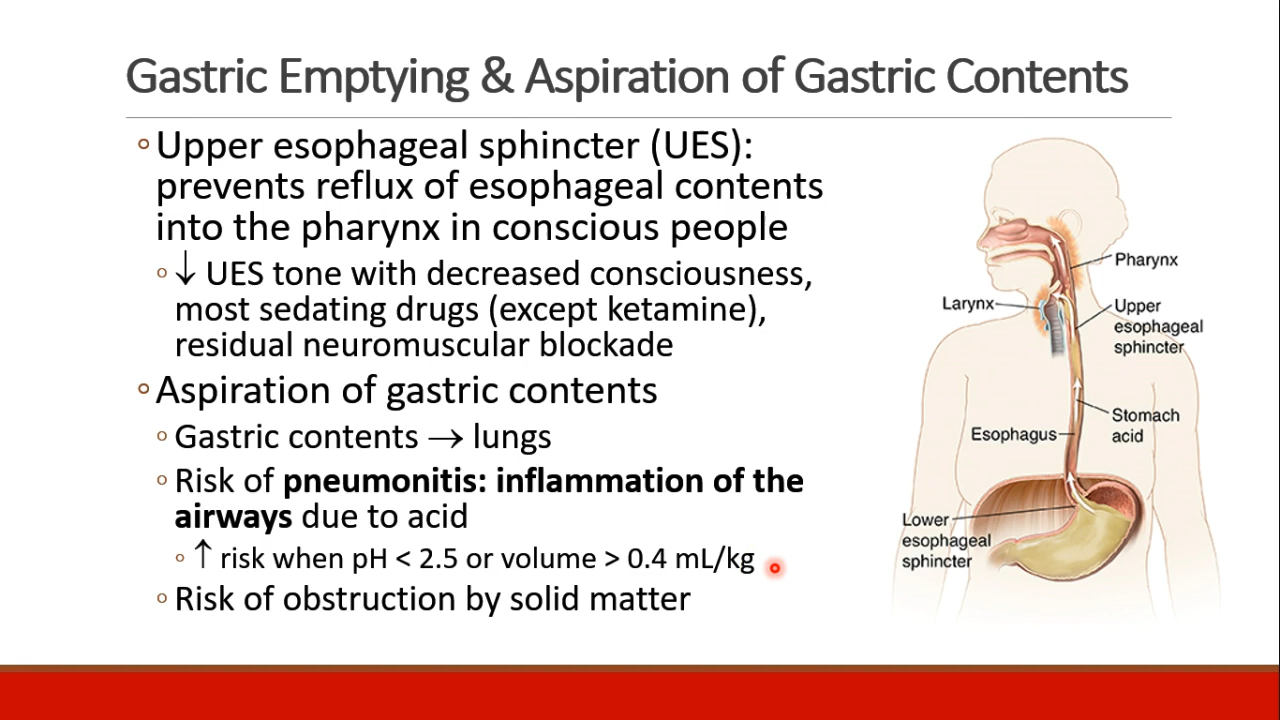 Gastric Emptying & Aspiration of Gastric Contents
◦Upper esophageal sphincter (UES):
prevents reflux of esophageal contents
into the pharynx in conscious people
◦↓ UES tone with decreased consciousness,
most sedating drugs (except ketamine),
residual neuromuscular blockade
◦Aspiration of gastric contents
◦Gastric contents → lungs
◦Risk of pneumonitis: inflammation of the
airways due to acid
◦↑ risk when pH < 2.5 or volume > 0.4 mL/kg
◦Risk of obstruction by solid matter
Pharynx
Larynx
Upper
esophageal
sphincter
Stomach
acid
Esophagus
Lower
esophageal
sphincter